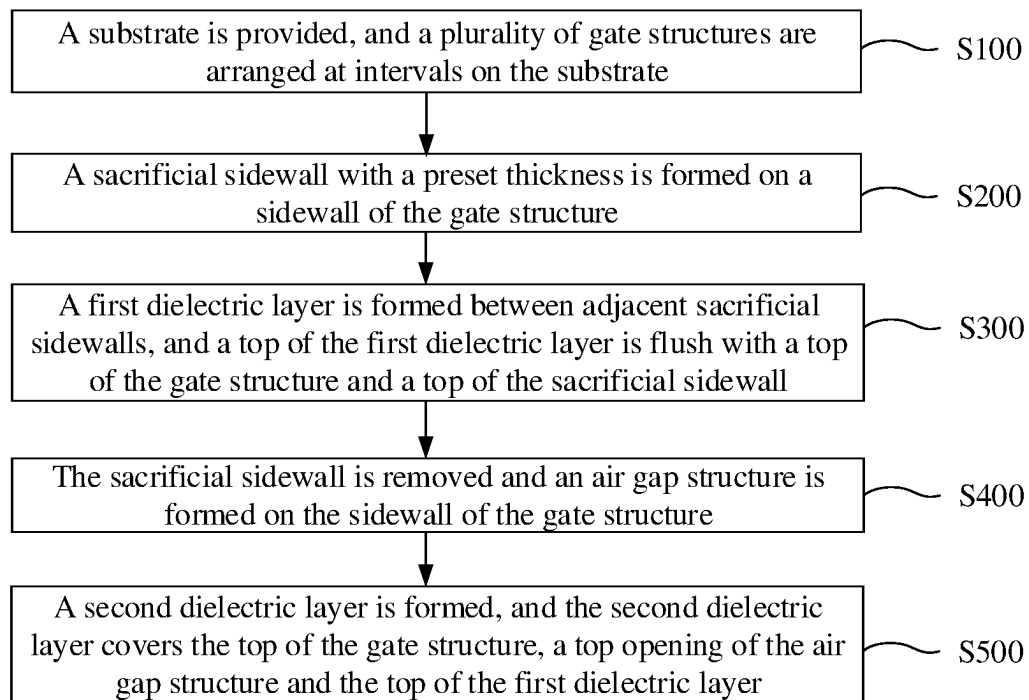 A substrate is provided, and a plurality of gate structures are
arranged at intervals on the substrate
S100
A sacrificial sidewall with a preset thickness is formed on a
sidewall of the gate structure
S200
A first dielectric layer is formed between adjacent sacrificial
sidewalls, and a top of the first dielectric layer is flush with a top
of the gate structure and a top of the sacrificial sidewall
S300
The sacrificial sidewall is removed and an air gap structure is
formed on the sidewall of the gate structure
S400
A second dielectric layer is formed, and the second dielectric
layer covers the top of the gate structure, a top opening of the air
gap structure and the top of the first dielectric layer
S500